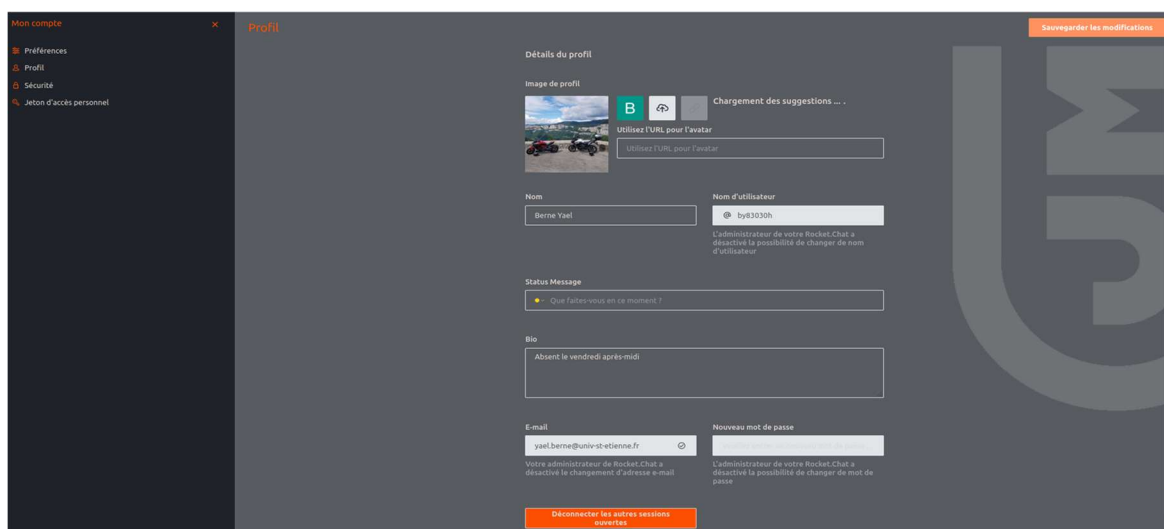 Mon compte
Préférences
Profil
Sécurité
Jeton d'accès personnel
Profil
Sauvegarder les modifications
Détails du profil
Image de profil
B
Chargement des suggestions ... .
Utilisez l'URL pour l'avatar
Utilisez l'URL pour l'avatar
Nom
Berne Yael
Nom d'utilisateur
@ by83030h
L'administrateur de votre Rocket.Chat a
désactivé la possibilité de changer de nom
d'utilisateur
Status Message
Que faites-vous en ce moment ?
Bio
Absent le vendredi après-midi
E-mail
yael.berne@univ-st-etienne.fr
Votre administrateur de Rocket.Chat a
désactivé le changement d'adresse e-mail
Nouveau mot de passe
L'administrateur de votre Rocket.Chat a
désactivé la possibilité de changer de mot de
passe
Déconnecter les autres sessions
ouvertes